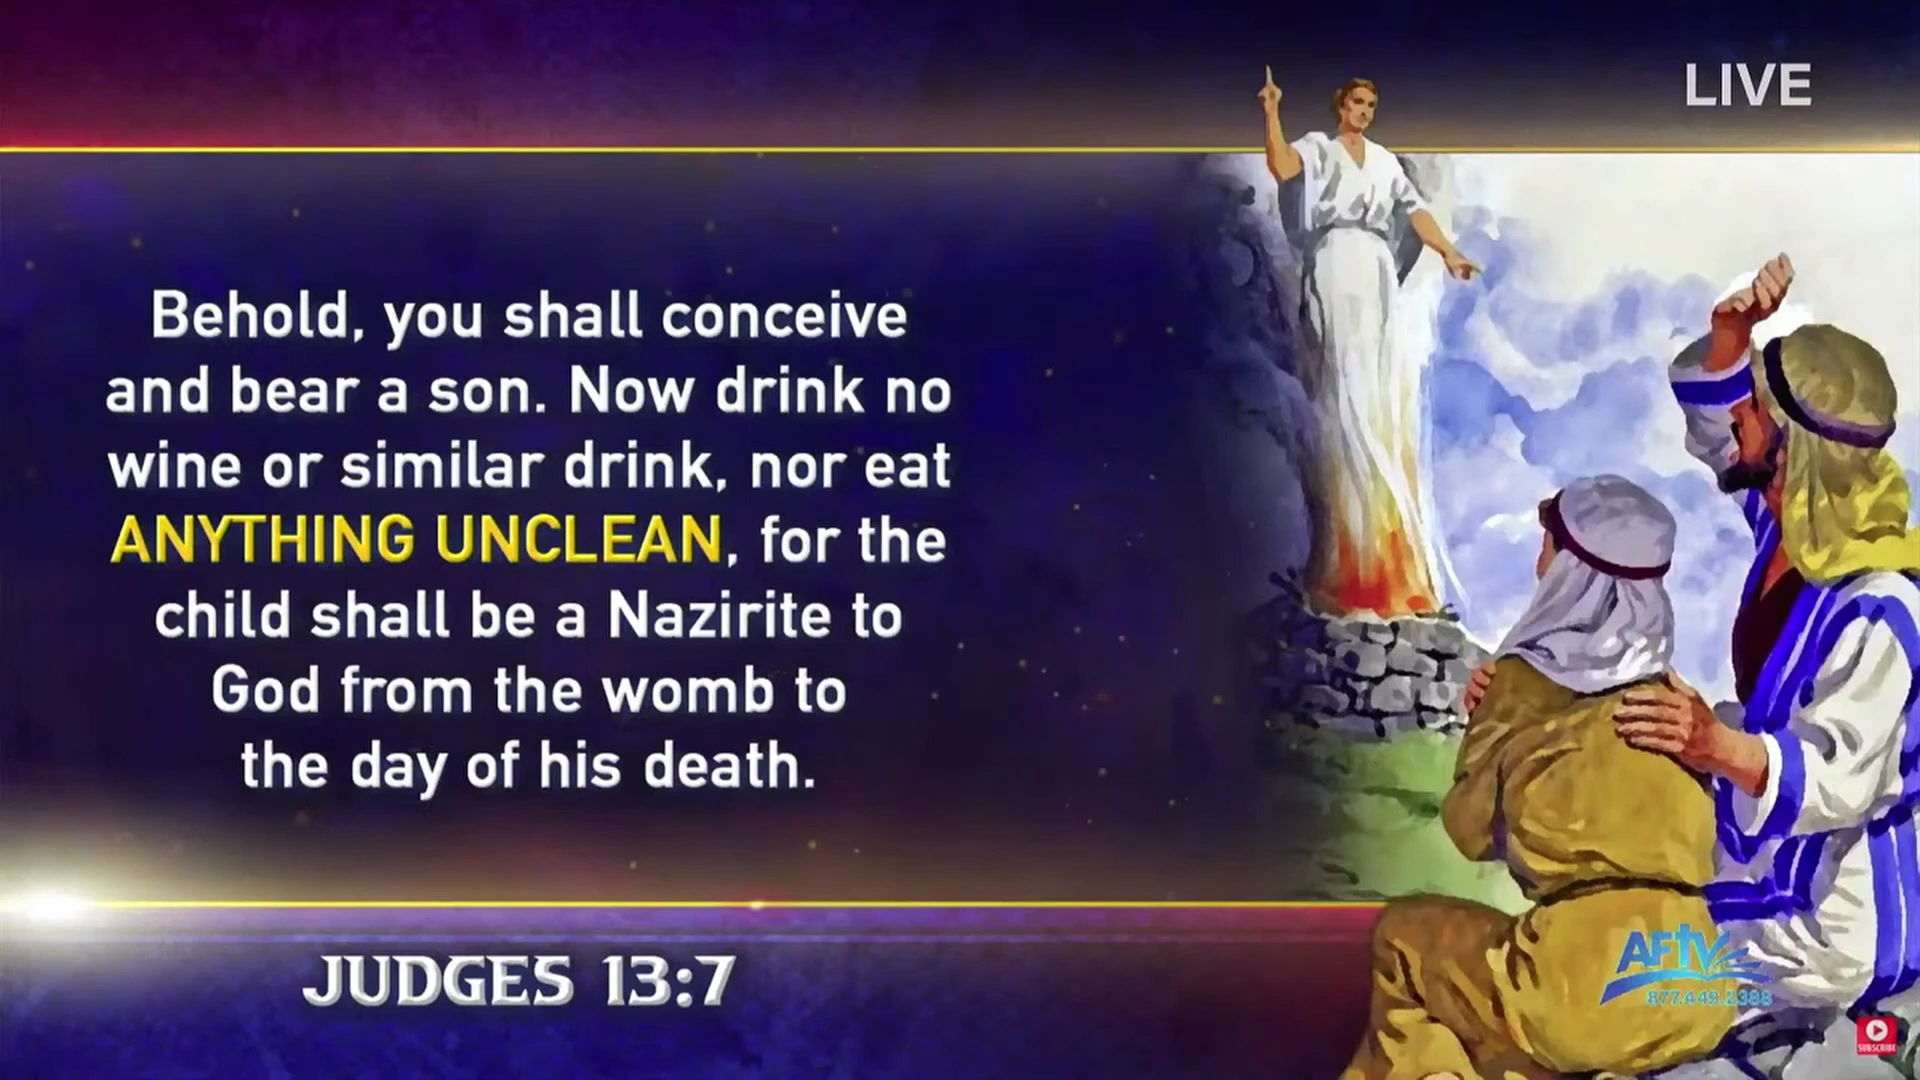 LIVE
Behold, you shall conceive
and bear a son. Now drink no
wine or similar drink, nor eat
ANYTHING UNCLEAN, for the
child shall be a Nazirite to
God from the womb to
the day of his death.
JUDGES 13:7
AFTV
877.449.2388
SUBSCRIBE